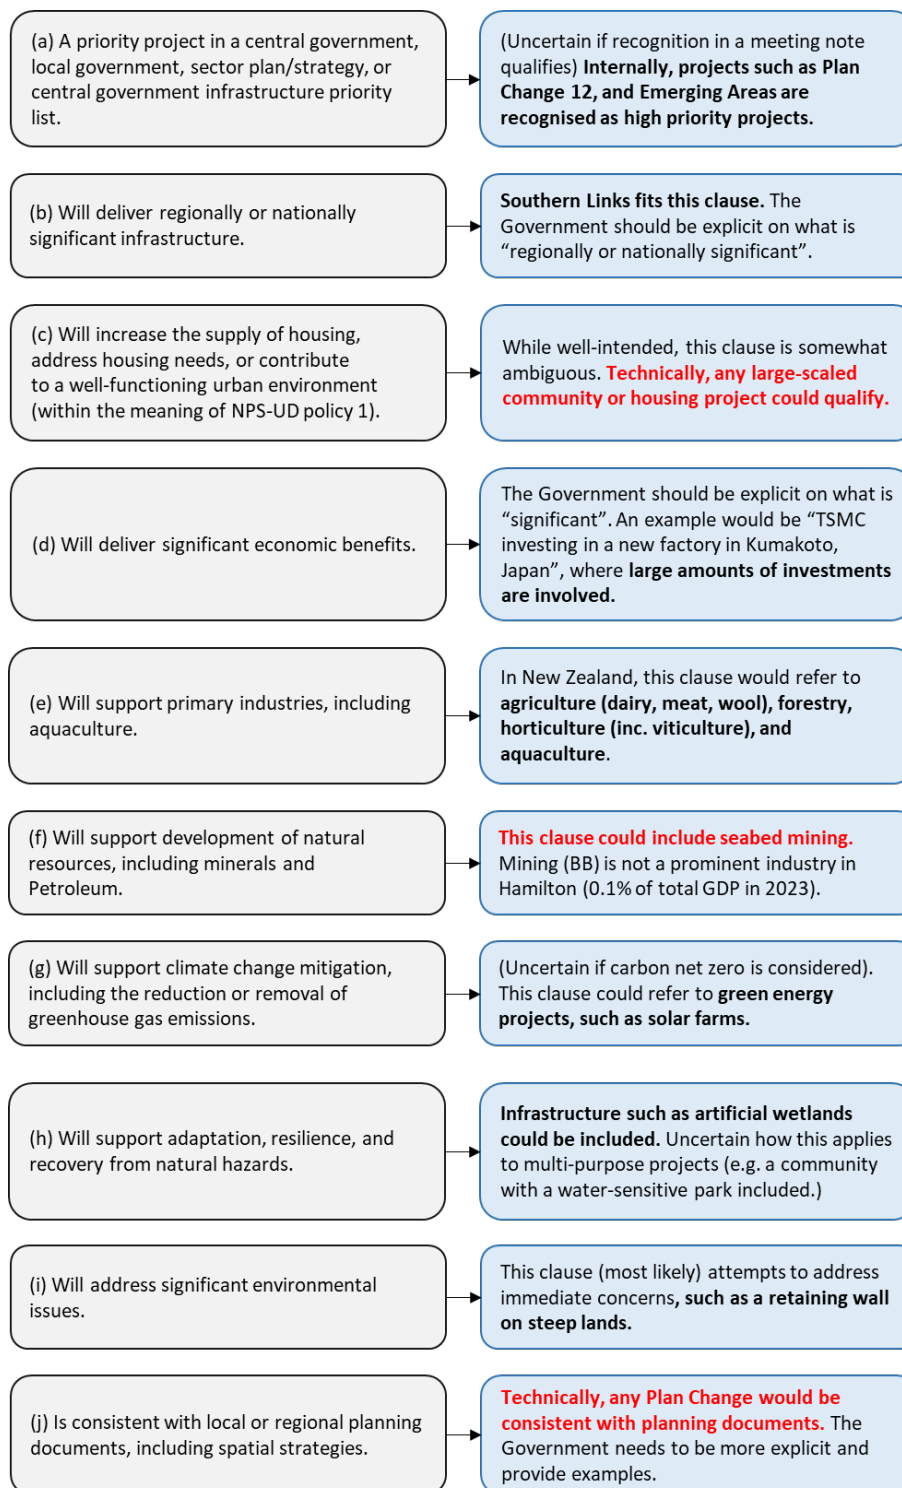 (a) A priority project in a central government,
local government, sector plan/strategy, or
central government infrastructure priority
list.
(Uncertain if recognition in a meeting note
qualifies) Internally, projects such as Plan
Change 12, and Emerging Areas are
recognised as high priority projects.
(b) Will deliver regionally or nationally
significant infrastructure.
Southern Links fits this clause. The
Government should be explicit on what is
“regionally or nationally significant”.
(c) Will increase the supply of housing,
address housing needs, or contribute
to a well-functioning urban environment
(within the meaning of NPS-UD policy 1).
While well-intended, this clause is somewhat
ambiguous. Technically, any large-scaled
community or housing project could qualify.
(d) Will deliver significant economic benefits.
The Government should be explicit on what is
“significant”. An example would be “TSMC
investing in a new factory in Kumakoto,
Japan”, where large amounts of investments
are involved.
(e) Will support primary industries, including
aquaculture.
In New Zealand, this clause would refer to
agriculture (dairy, meat, wool), forestry,
horticulture (inc. viticulture), and
aquaculture.
(f) Will support development of natural
resources, including minerals and
Petroleum.
This clause could include seabed mining.
Mining (BB) is not a prominent industry in
Hamilton (0.1% of total GDP in 2023).
(g) Will support climate change mitigation,
including the reduction or removal of
greenhouse gas emissions.
(Uncertain if carbon net zero is considered).
This clause could refer to green energy
projects, such as solar farms.
(h) Will support adaptation, resilience, and
recovery from natural hazards.
Infrastructure such as artificial wetlands
could be included. Uncertain how this applies
to multi-purpose projects (e.g. a community
with a water-sensitive park included.)
(i) Will address significant environmental
issues.
This clause (most likely) attempts to address
immediate concerns, such as a retaining wall
on steep lands.
(j) Is consistent with local or regional planning
documents, including spatial strategies.
Technically, any Plan Change would be
consistent with planning documents. The
Government needs to be more explicit and
provide examples.